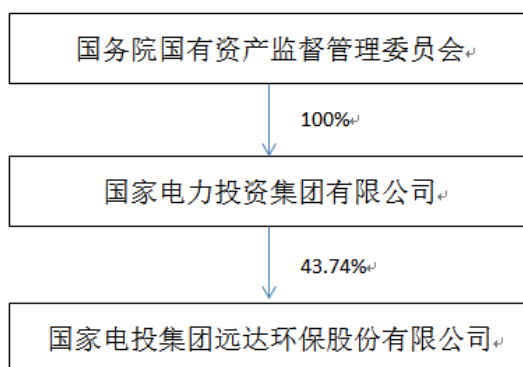 国务院国有资产监督管理委员会
100%
国家电力投资集团有限公司
43.74%
国家电投集团远达环保股份有限公司